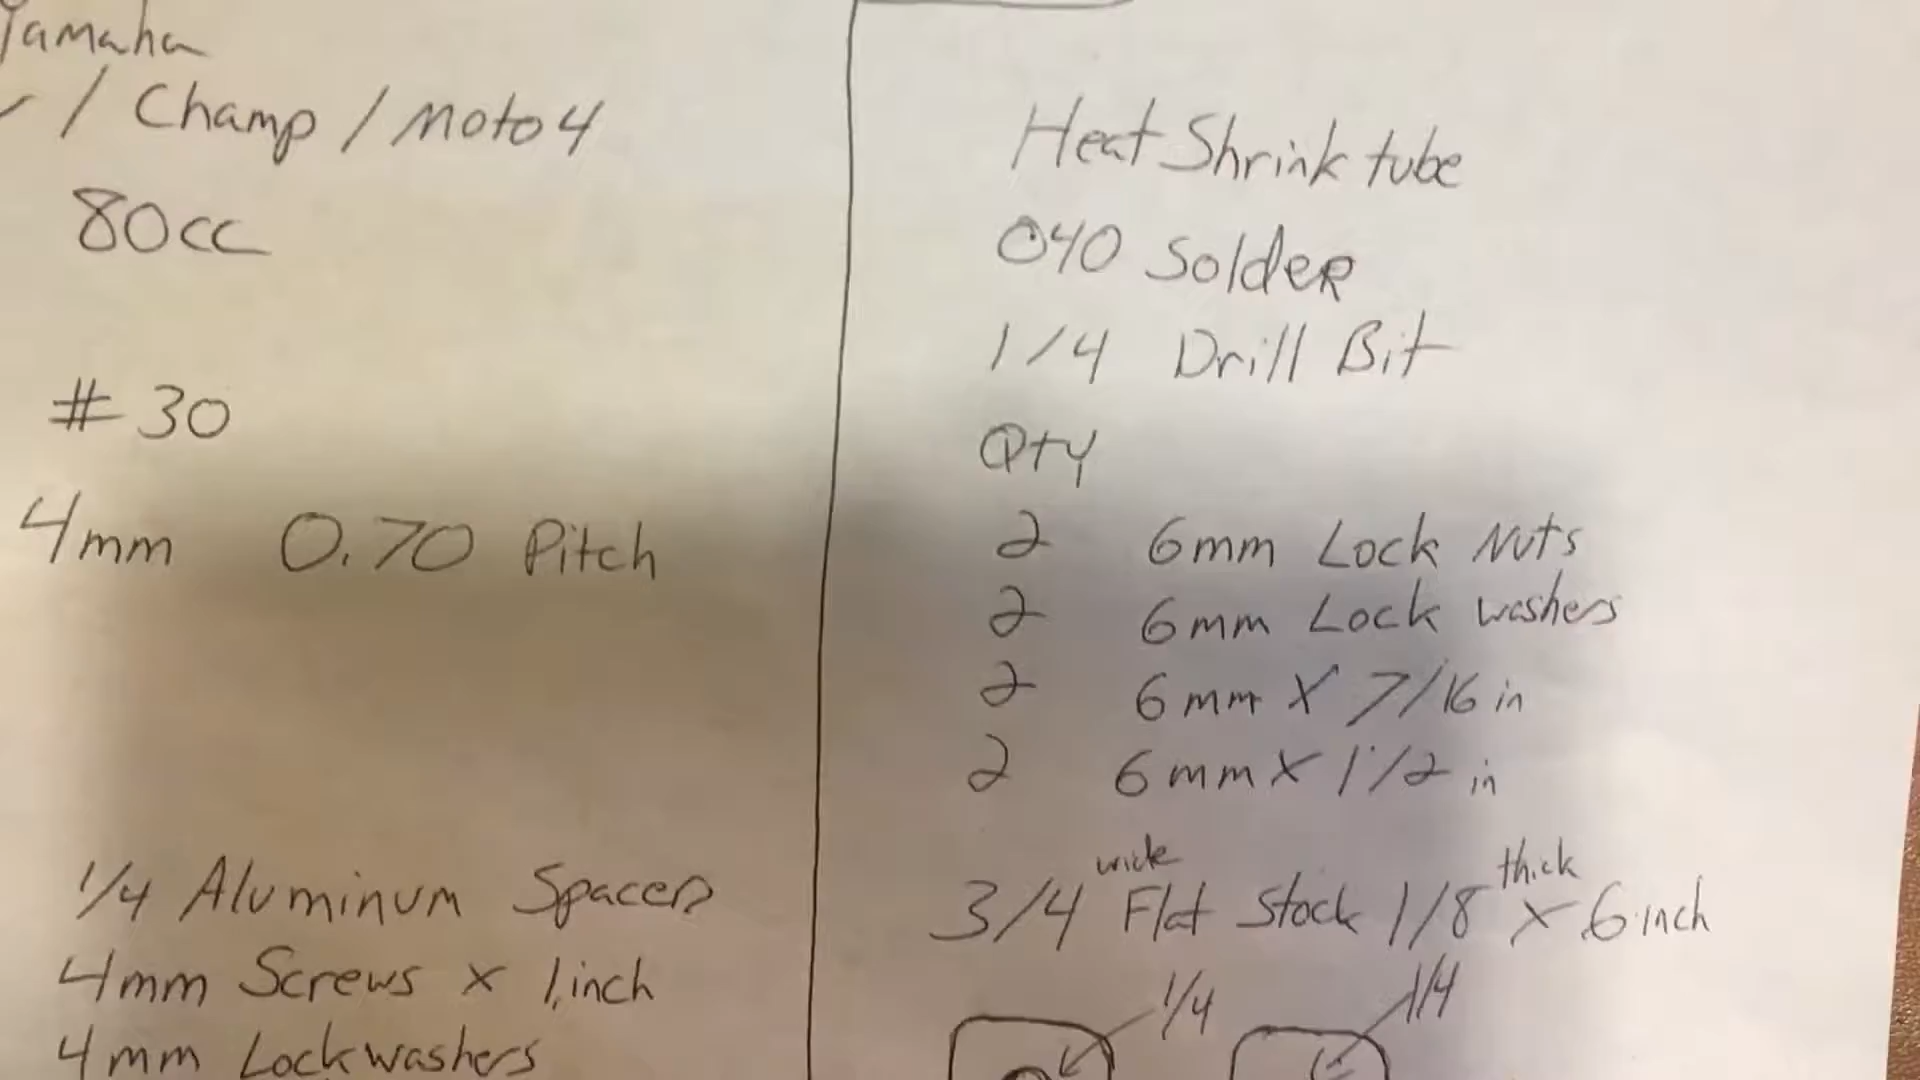 Yamaha
/ Champ / Moto 4
80cc
# 30
4mm 0.70 Pitch
1/4 Aluminum Spacers
4mm Screws x 1 inch
4mm Lockwashers
Heat Shrink tube
040 Solder
1/4 Drill Bit
Qty
2 6mm Lock Nuts
2 6mm Lock washers
2 6mm X 7/16 in
2 6mm X 1 1/2 in
wide thick
3/4 Flat Stock 1/8 x 6 inch
1/4 1/4